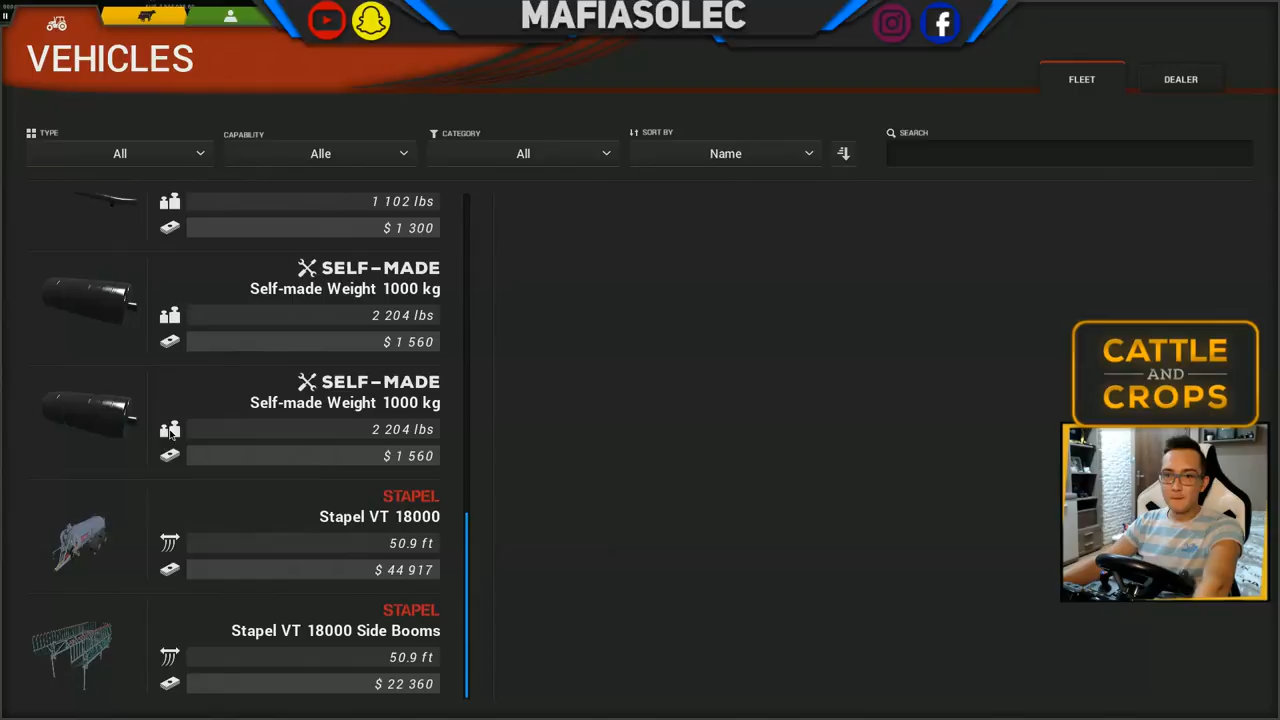 MAFIASOLEC
VEHICLES
FLEET
DEALER
TYPE
CAPABILITY
CATEGORY
SORT BY
SEARCH
All
Alle
All
Name
1 102 lbs
$ 1 300
SELF-MADE
Self-made Weight 1000 kg
2 204 lbs
$ 1 560
SELF-MADE
Self-made Weight 1000 kg
2 204 lbs
$ 1 560
STAPEL
Stapel VT 18000
50.9 ft
$ 44 917
STAPEL
Stapel VT 18000 Side Booms
50.9 ft
$ 22 360
CATTLE
AND
CROPS